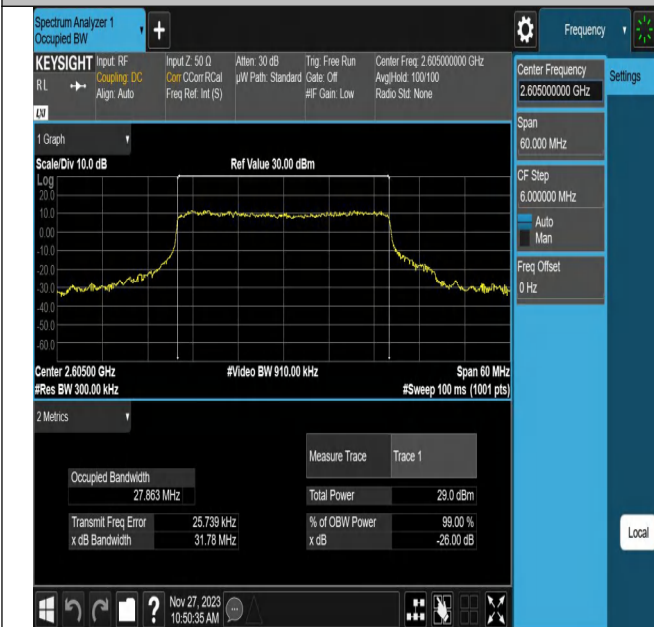 Spectrum Analyzer 1
Occupied BW
+
Frequency
KEYSIGHT
RL
LXI
Input: RF
Coupling: DC
Align: Auto
Input Z: 50 Ω
Corr CCorr RCal
Freq Ref: Int (S)
Atten: 30 dB
µW Path: Standard
Trig: Free Run
Gate: Off
#IF Gain: Low
Center Freq: 2.605000000 GHz
Avg|Hold: 100/100
Radio Std: None
Center Frequency
2.605000000 GHz
Settings
Span
60.000 MHz
CF Step
6.000000 MHz
Auto
Man
Freq Offset
0 Hz
1 Graph
Scale/Div 10.0 dB
Ref Value 30.00 dBm
Log
20.0
10.0
0.00
-10.0
-20.0
-30.0
-40.0
-50.0
-60.0
Center 2.60500 GHz
#Video BW 910.00 kHz
Span 60 MHz
#Res BW 300.00 kHz
#Sweep 100 ms (1001 pts)
2 Metrics
Measure Trace
Trace 1
Occupied Bandwidth
27.863 MHz
Total Power
29.0 dBm
Transmit Freq Error
25.739 kHz
% of OBW Power
99.00 %
x dB Bandwidth
31.78 MHz
x dB
-26.00 dB
Local
?
Nov 27, 2023
10:50:35 AM